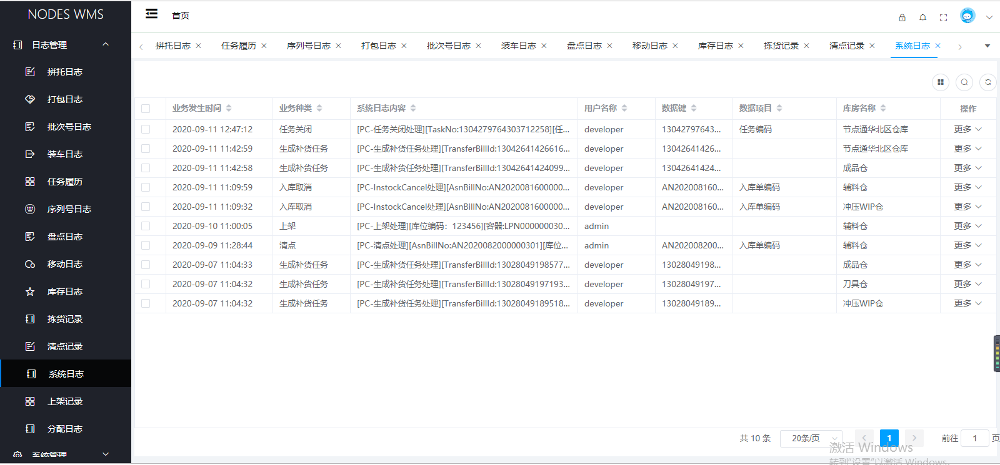 NODES WMS
首页
日志管理
拼托日志
打包日志
批次号日志
装车日志
任务履历
序列号日志
盘点日志
移动日志
库存日志
拣货记录
清点记录
系统日志
上架记录
分配日志
系统管理
拼托日志 任务履历 序列号日志 打包日志 批次号日志 装车日志 盘点日志 移动日志 库存日志 拣货记录 清点记录 系统日志
业务发生时间 业务种类 系统日志内容 用户名称 数据键 数据项目 库房名称 操作
2020-09-11 12:47:12 任务关闭 [PC-任务关闭处理][TaskNo:1304279764303712258][任... developer 13042797643... 任务编码 节点通华北区仓库 更多
2020-09-11 11:42:59 生成补货任务 [PC-生成补货任务处理][TransferBillId:13042641426616... developer 13042641426... 节点通华北区仓库 更多
2020-09-11 11:42:58 生成补货任务 [PC-生成补货任务处理][TransferBillId:13042641424099... developer 13042641424... 成品仓 更多
2020-09-11 11:09:59 入库取消 [PC-InstockCancel处理][AsnBillNo:AN2020081600000... developer AN202008160... 入库单编码 辅料仓 更多
2020-09-11 11:09:32 入库取消 [PC-InstockCancel处理][AsnBillNo:AN2020081600000... developer AN202008160... 入库单编码 冲压WIP仓 更多
2020-09-10 11:00:05 上架 [PC-上架处理][库位编码：123456][容器:LPN000000030... admin 辅料仓 更多
2020-09-09 11:28:44 清点 [PC-清点处理][AsnBillNo:AN2020082000000301][库位... admin AN202008200... 入库单编码 辅料仓 更多
2020-09-07 11:04:33 生成补货任务 [PC-生成补货任务处理][TransferBillId:13028049198577... developer 13028049198... 成品仓 更多
2020-09-07 11:04:32 生成补货任务 [PC-生成补货任务处理][TransferBillId:13028049197193... developer 13028049197... 刀具仓 更多
2020-09-07 11:04:32 生成补货任务 [PC-生成补货任务处理][TransferBillId:13028049189518... developer 13028049189... 冲压WIP仓 更多
共 10 条 20条/页 1 前往 1 页
激活 Windows
转到"设置"以激活 Windows。